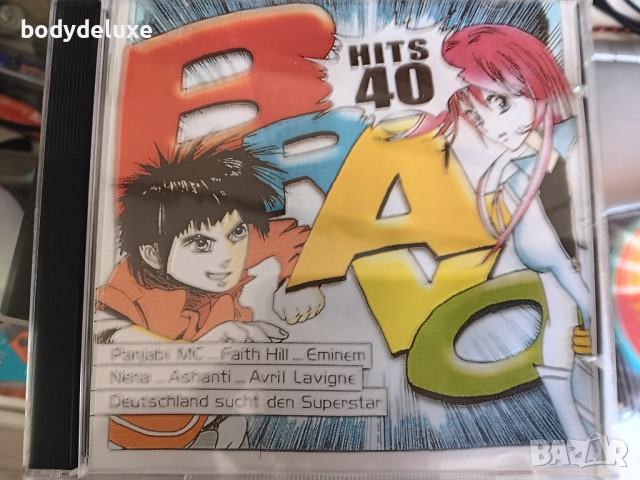 bodydeluxe
HITS
40
BRAVO
Panjabi MC ... Faith Hill .... Eminem
Nena ... Ashanti .... Avril Lavigne
Deutschland sucht den Superstar
BAZAR